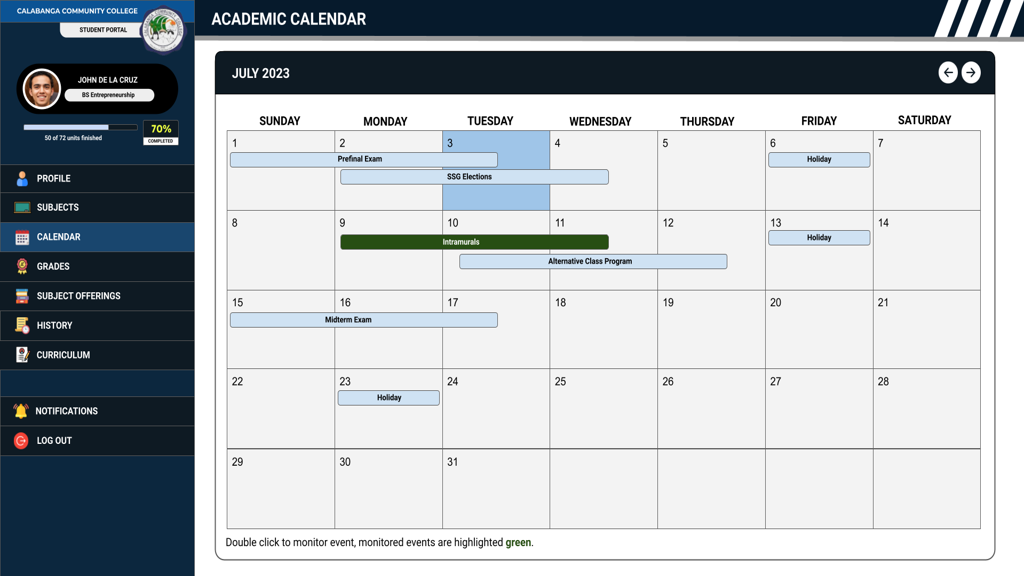 CALABANGA COMMUNITY COLLEGE
STUDENT PORTAL
JOHN DE LA CRUZ
BS Entrepreneurship
50 of 72 units finished
70%
COMPLETED
PROFILE
SUBJECTS
CALENDAR
GRADES
SUBJECT OFFERINGS
HISTORY
CURRICULUM
NOTIFICATIONS
LOG OUT
ACADEMIC CALENDAR
JULY 2023
SUNDAY MONDAY TUESDAY WEDNESDAY THURSDAY FRIDAY SATURDAY
1 2 3 4 5 6 7
Prefinal Exam Holiday
SSG Elections
8 9 10 11 12 13 14
Holiday
Intramurals
Alternative Class Program
15 16 17 18 19 20 21
Midterm Exam
22 23 24 25 26 27 28
Holiday
29 30 31
Double click to monitor event, monitored events are highlighted green.